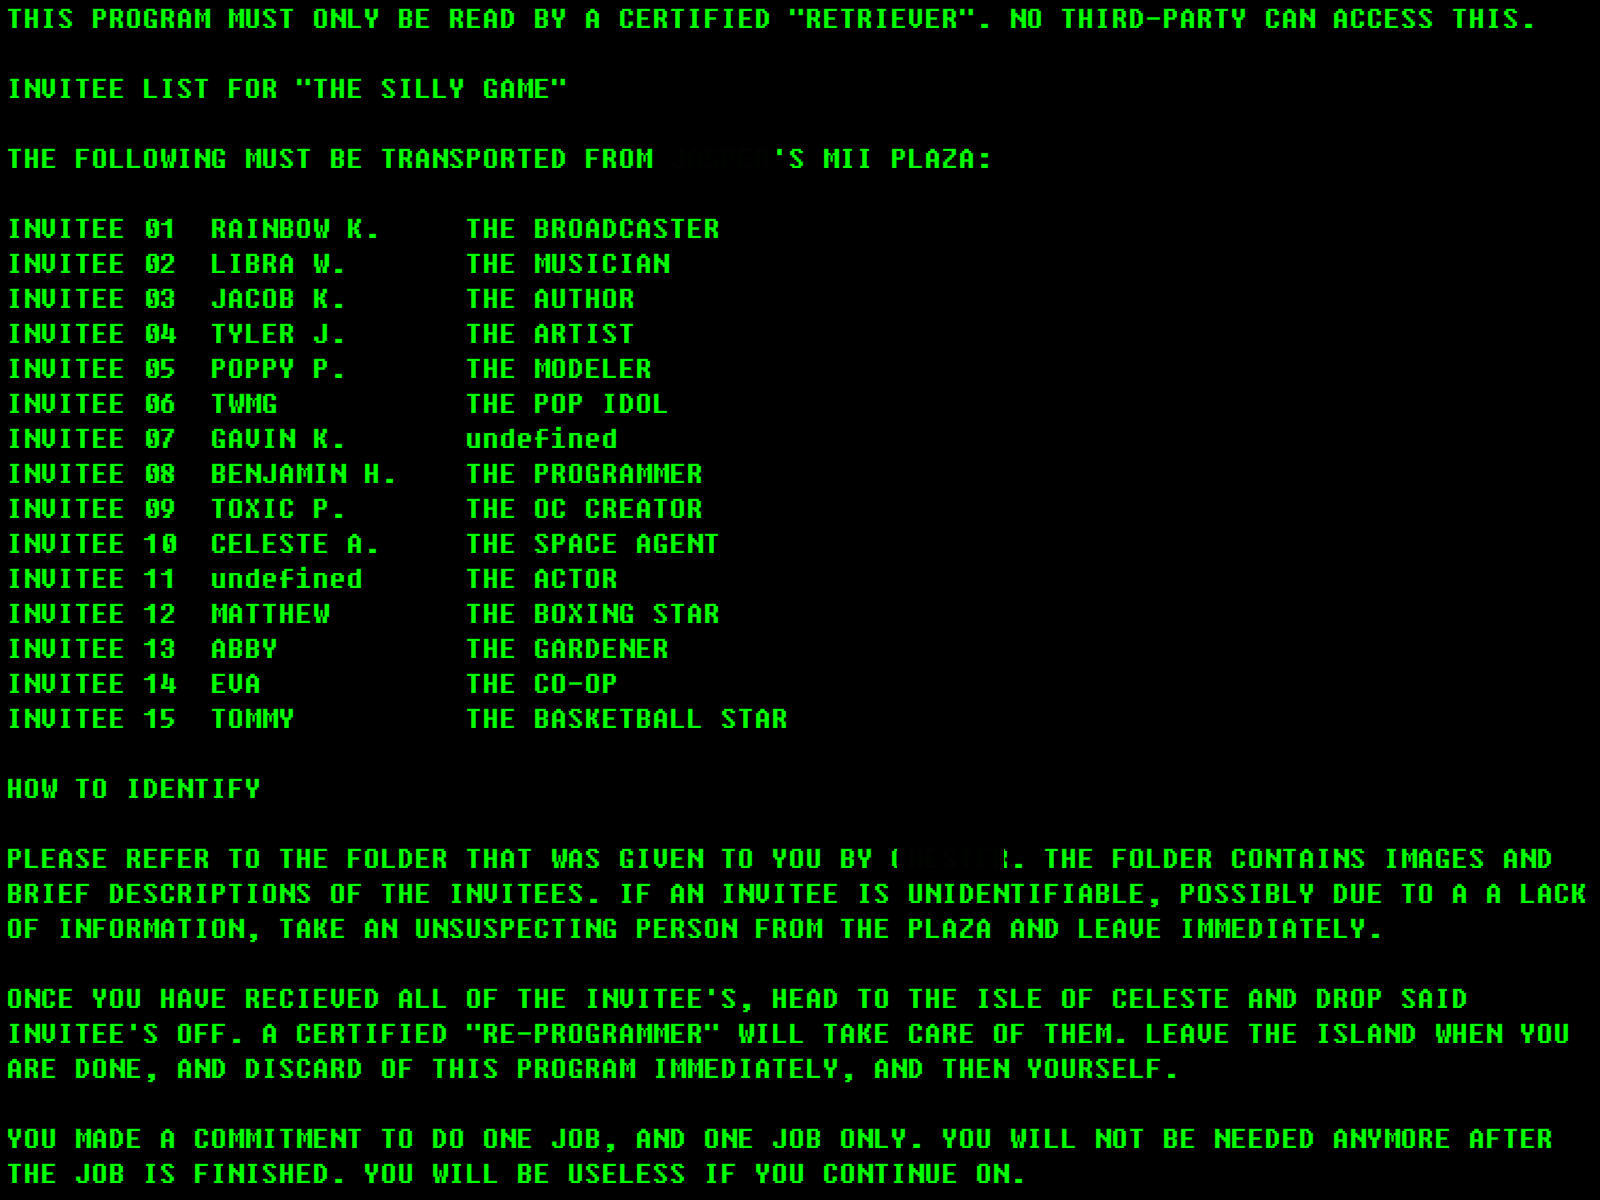 THIS PROGRAM MUST ONLY BE READ BY A CERTIFIED "RETRIEVER". NO THIRD-PARTY CAN ACCESS THIS.
INVITEE LIST FOR "THE SILLY GAME"
THE FOLLOWING MUST BE TRANSPORTED FROM 'S MII PLAZA:
INVITEE 01 RAINBOW K. THE BROADCASTER
INVITEE 02 LIBRA W. THE MUSICIAN
INVITEE 03 JACOB K. THE AUTHOR
INVITEE 04 TYLER J. THE ARTIST
INVITEE 05 POPPY P. THE MODELER
INVITEE 06 TWMG THE POP IDOL
INVITEE 07 GAVIN K. undefined
INVITEE 08 BENJAMIN H. THE PROGRAMMER
INVITEE 09 TOXIC P. THE OC CREATOR
INVITEE 10 CELESTE A. THE SPACE AGENT
INVITEE 11 undefined THE ACTOR
INVITEE 12 MATTHEW THE BOXING STAR
INVITEE 13 ABBY THE GARDENER
INVITEE 14 EVA THE CO-OP
INVITEE 15 TOMMY THE BASKETBALL STAR
HOW TO IDENTIFY
PLEASE REFER TO THE FOLDER THAT WAS GIVEN TO YOU BY . THE FOLDER CONTAINS IMAGES AND
BRIEF DESCRIPTIONS OF THE INVITEES. IF AN INVITEE IS UNIDENTIFIABLE, POSSIBLY DUE TO A A LACK
OF INFORMATION, TAKE AN UNSUSPECTING PERSON FROM THE PLAZA AND LEAVE IMMEDIATELY.
ONCE YOU HAVE RECIEVED ALL OF THE INVITEE'S, HEAD TO THE ISLE OF CELESTE AND DROP SAID
INVITEE'S OFF. A CERTIFIED "RE-PROGRAMMER" WILL TAKE CARE OF THEM. LEAVE THE ISLAND WHEN YOU
ARE DONE, AND DISCARD OF THIS PROGRAM IMMEDIATELY, AND THEN YOURSELF.
YOU MADE A COMMITMENT TO DO ONE JOB, AND ONE JOB ONLY. YOU WILL NOT BE NEEDED ANYMORE AFTER
THE JOB IS FINISHED. YOU WILL BE USELESS IF YOU CONTINUE ON.